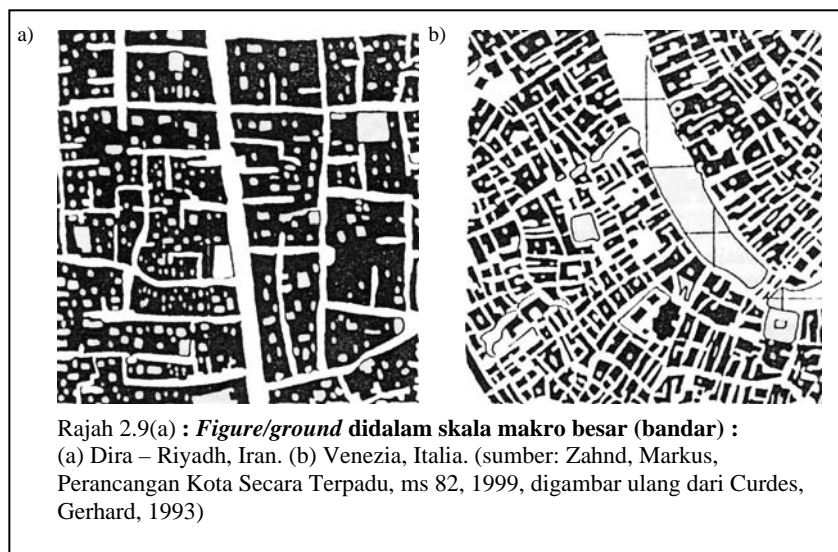 a)
b)
Rajah 2.9(a) : Figure/ground didalam skala makro besar (bandar) :
(a) Dira – Riyadh, Iran. (b) Venezia, Italia. (sumber: Zahnd, Markus,
Perancangan Kota Secara Terpadu, ms 82, 1999, digambar ulang dari Curdes,
Gerhard, 1993)